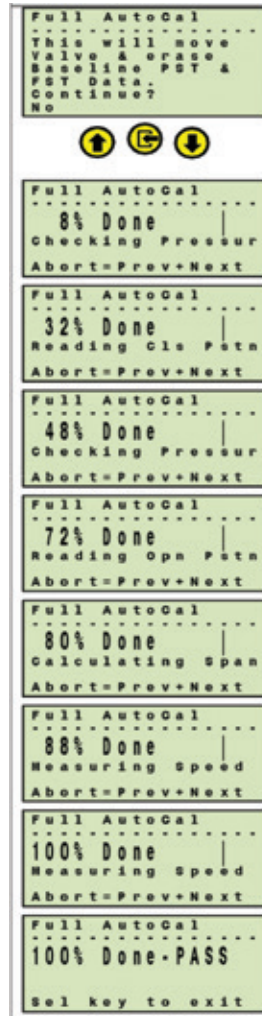 Full AutoCal
This will move
Valve & erase
Baseline PST &
FST Data.
Continue?
No
Full AutoCal
8% Done |
Checking Pressur
Abort=Prev+Next
Full AutoCal
32% Done |
Reading Cls Pstn
Abort=Prev+Next
Full AutoCal
48% Done |
Checking Pressur
Abort=Prev+Next
Full AutoCal
72% Done |
Reading Opn Pstn
Abort=Prev+Next
Full AutoCal
80% Done |
Calculating Span
Abort=Prev+Next
Full AutoCal
88% Done |
Measuring Speed
Abort=Prev+Next
Full AutoCal
100% Done |
Measuring Speed
Abort=Prev+Next
Full AutoCal
100% Done-PASS
Sel key to exit